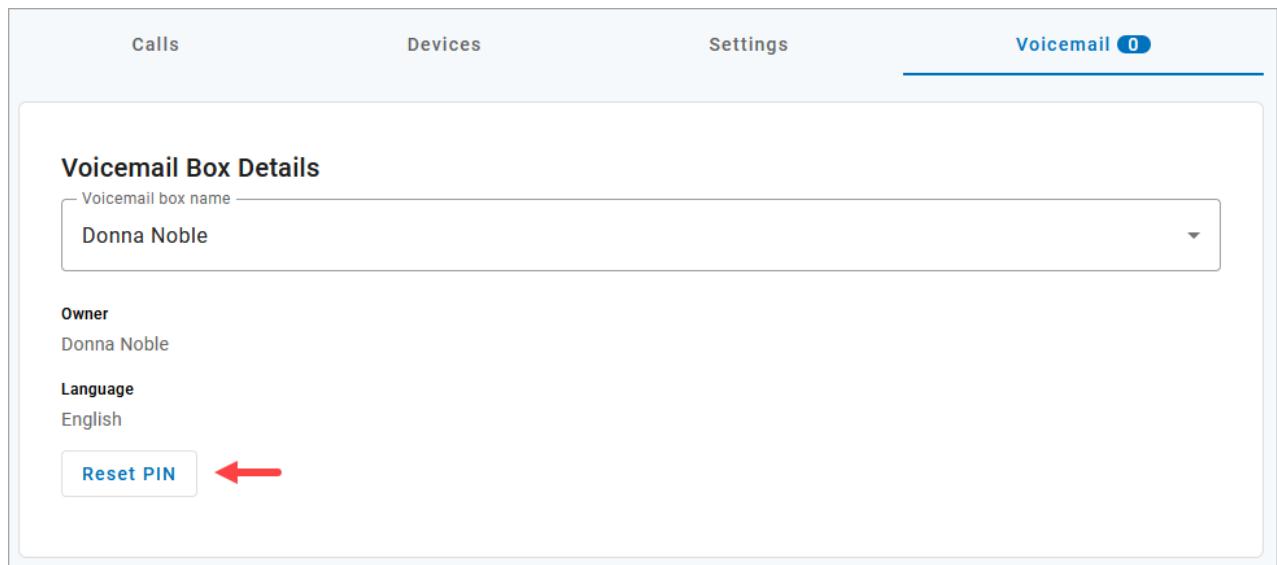 Calls Devices Settings Voicemail 0
Voicemail Box Details
Voicemail box name
Donna Noble
Owner
Donna Noble
Language
English
Reset PIN